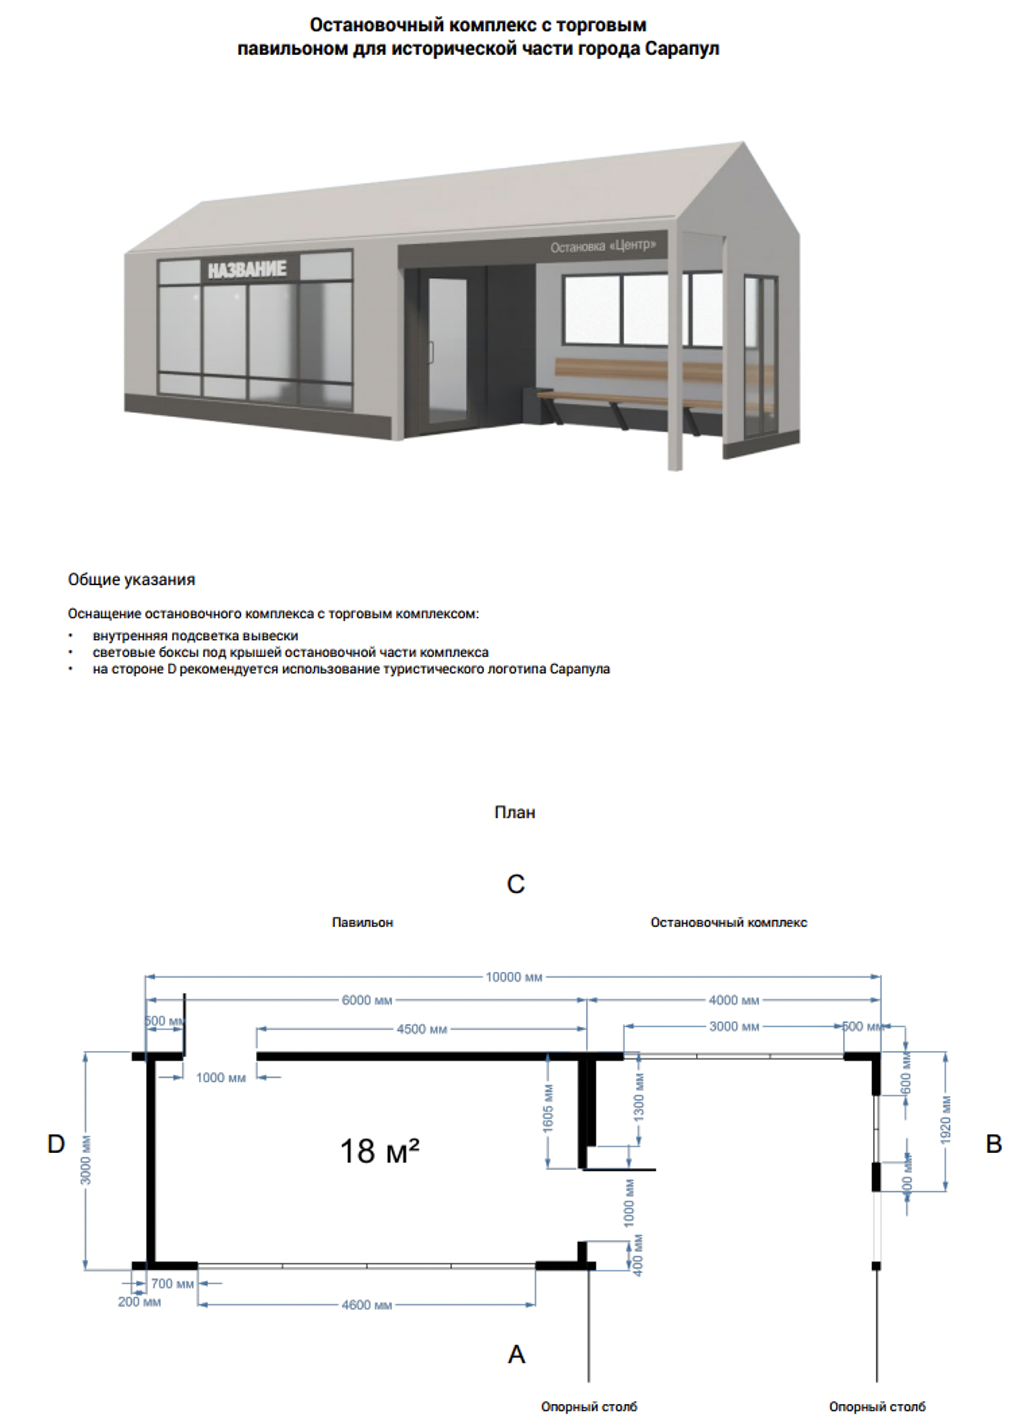 Остановочный комплекс с торговым
павильоном для исторической части города Сарапул
Остановка «Центр»
НАЗВАНИЕ
Общие указания
Оснащение остановочного комплекса с торговым комплексом:
• внутренняя подсветка вывески
• световые боксы под крышей остановочной части комплекса
• на стороне D рекомендуется использование туристического логотипа Сарапула
План
C
Павильон
Остановочный комплекс
10000 мм
6000 мм
4000 мм
500 мм
4500 мм
3000 мм
500 мм
1000 мм
600 мм
1605 мм
1300 мм
1920 мм
D
3000 мм
18 м²
B
400 мм
1000 мм
400 мм
700 мм
200 мм
4600 мм
A
Опорный столб
Опорный столб